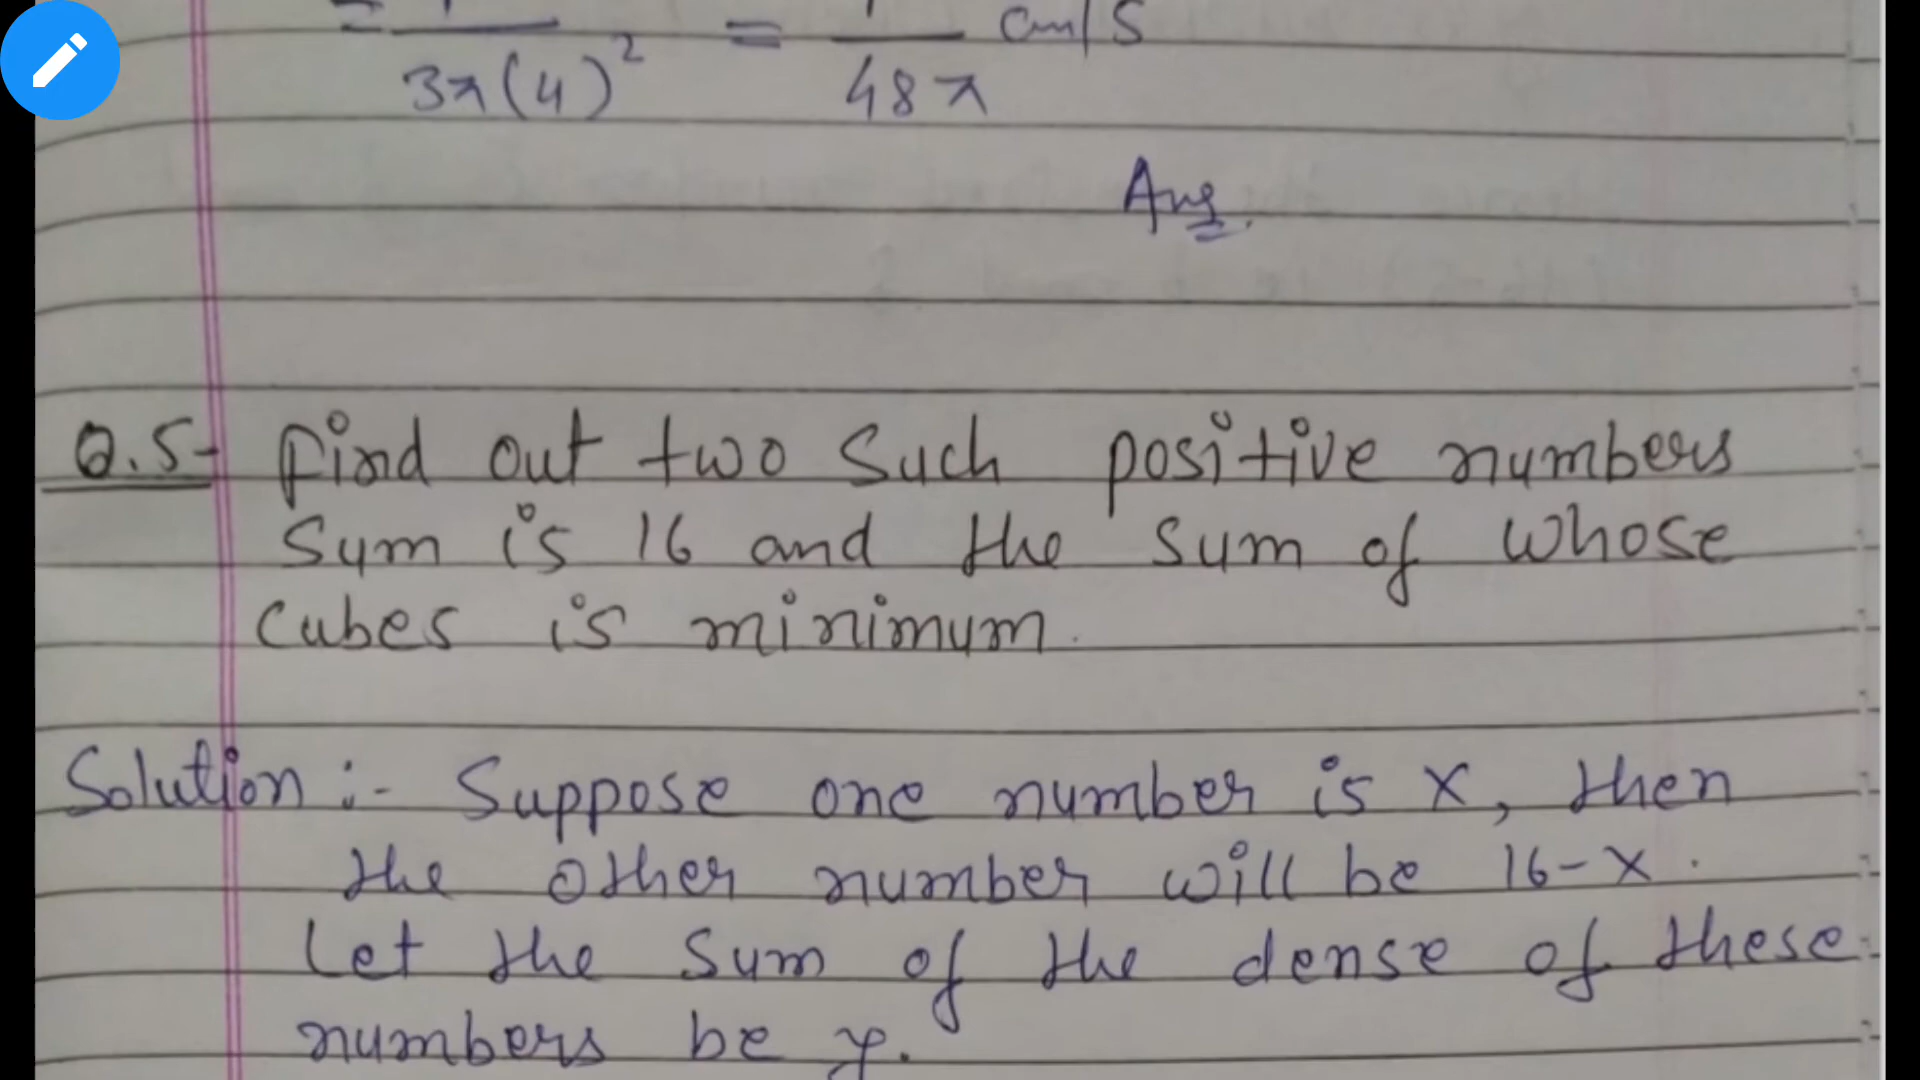 = 1/3π(4)² = 1/48π cm/s
Ans.
Q.5- Find out two Such positive numbers
Sum is 16 and the sum of whose
cubes is minimum.
Solution :- Suppose one number is x, then
the other number will be 16-x.
Let the sum of the dense of these
numbers be y.